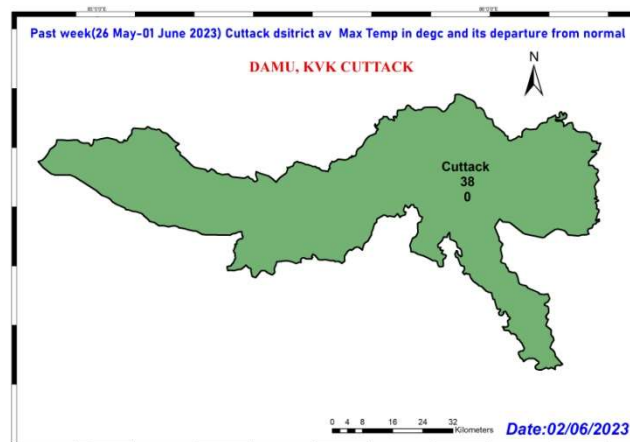 Past week(26 May-01 June 2023) Cuttack dsitrict av Max Temp in degc and its departure from normal
DAMU, KVK CUTTACK
N
Cuttack
38
0
0 4 8 16 24 32
Kilometers
Date:02/06/2023